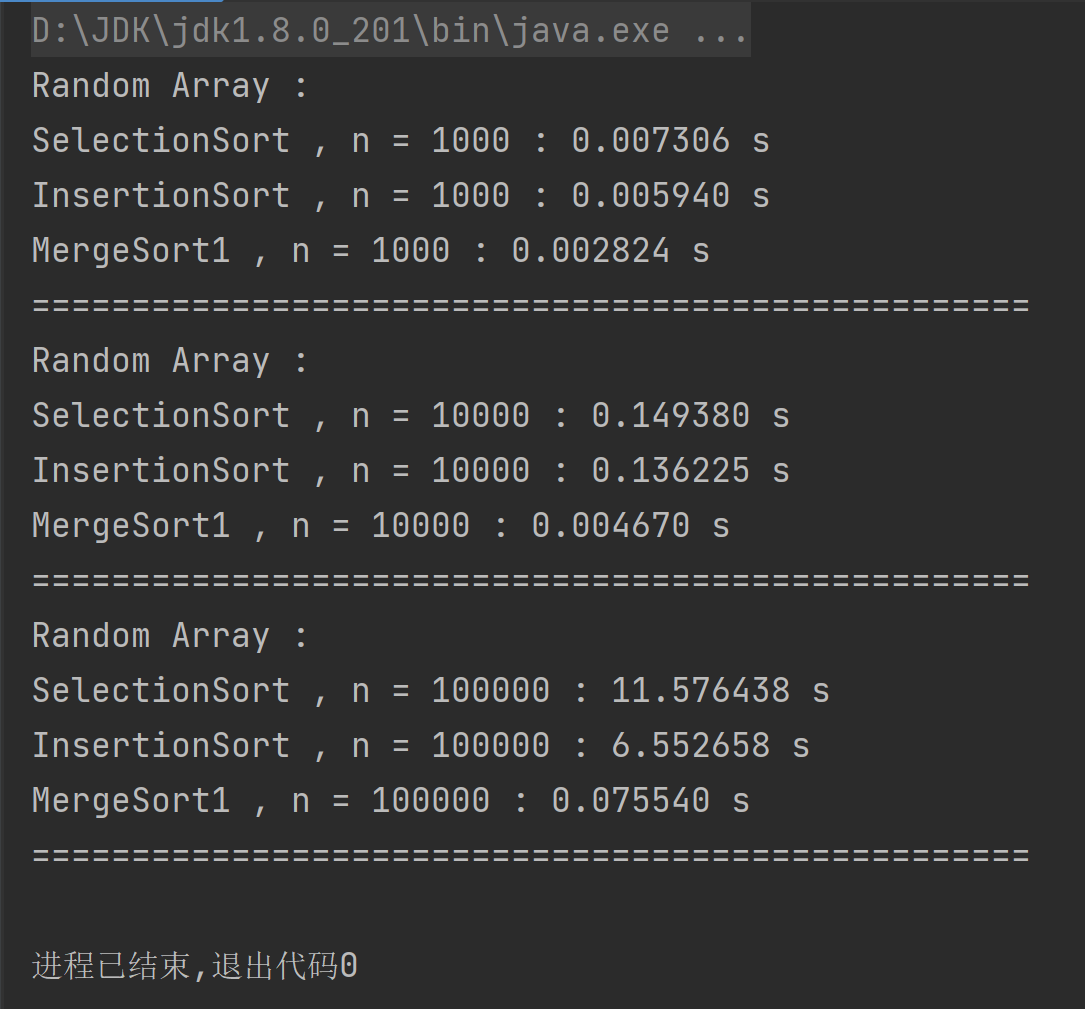 D:\JDK\jdk1.8.0_201\bin\java.exe ...
Random Array :
SelectionSort , n = 1000 : 0.007306 s
InsertionSort , n = 1000 : 0.005940 s
MergeSort1 , n = 1000 : 0.002824 s
==================================================
Random Array :
SelectionSort , n = 10000 : 0.149380 s
InsertionSort , n = 10000 : 0.136225 s
MergeSort1 , n = 10000 : 0.004670 s
==================================================
Random Array :
SelectionSort , n = 100000 : 11.576438 s
InsertionSort , n = 100000 : 6.552658 s
MergeSort1 , n = 100000 : 0.075540 s
==================================================
进程已结束,退出代码0